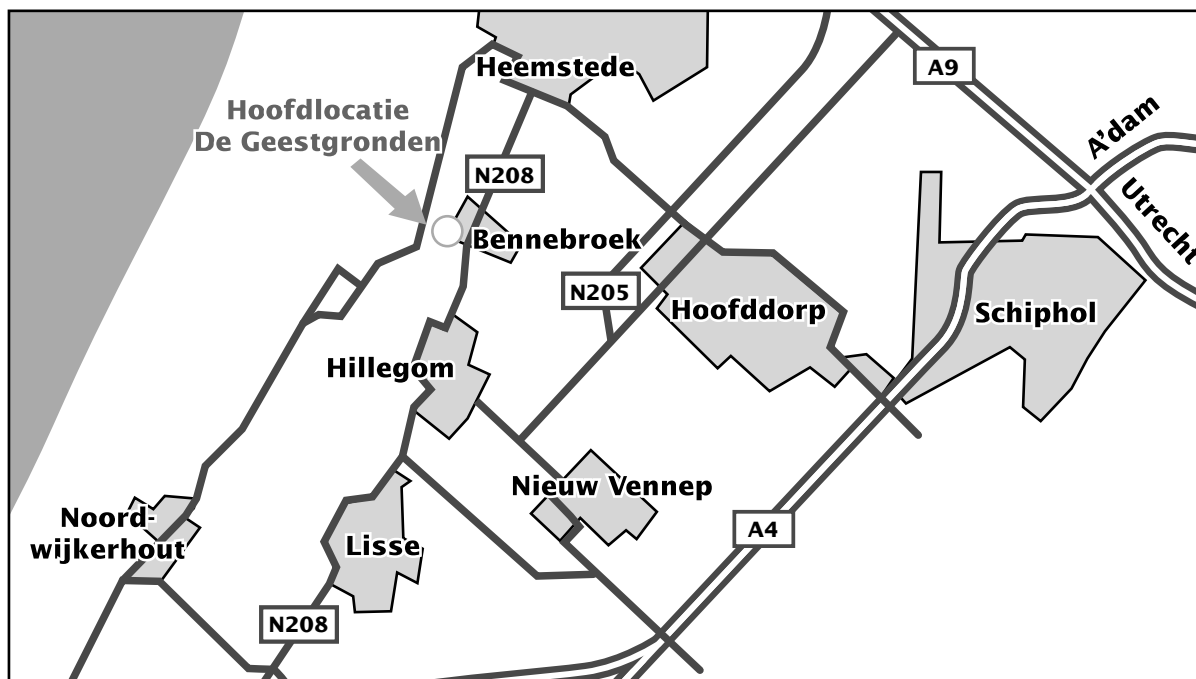 Heemstede
A9
Hoofdlocatie
De Geestgronden
A'dam
N208
Utrecht
Bennebroek
N205
Hoofddorp
Schiphol
Hillegom
Nieuw Vennep
Noord-
wijkerhout
Lisse
A4
N208